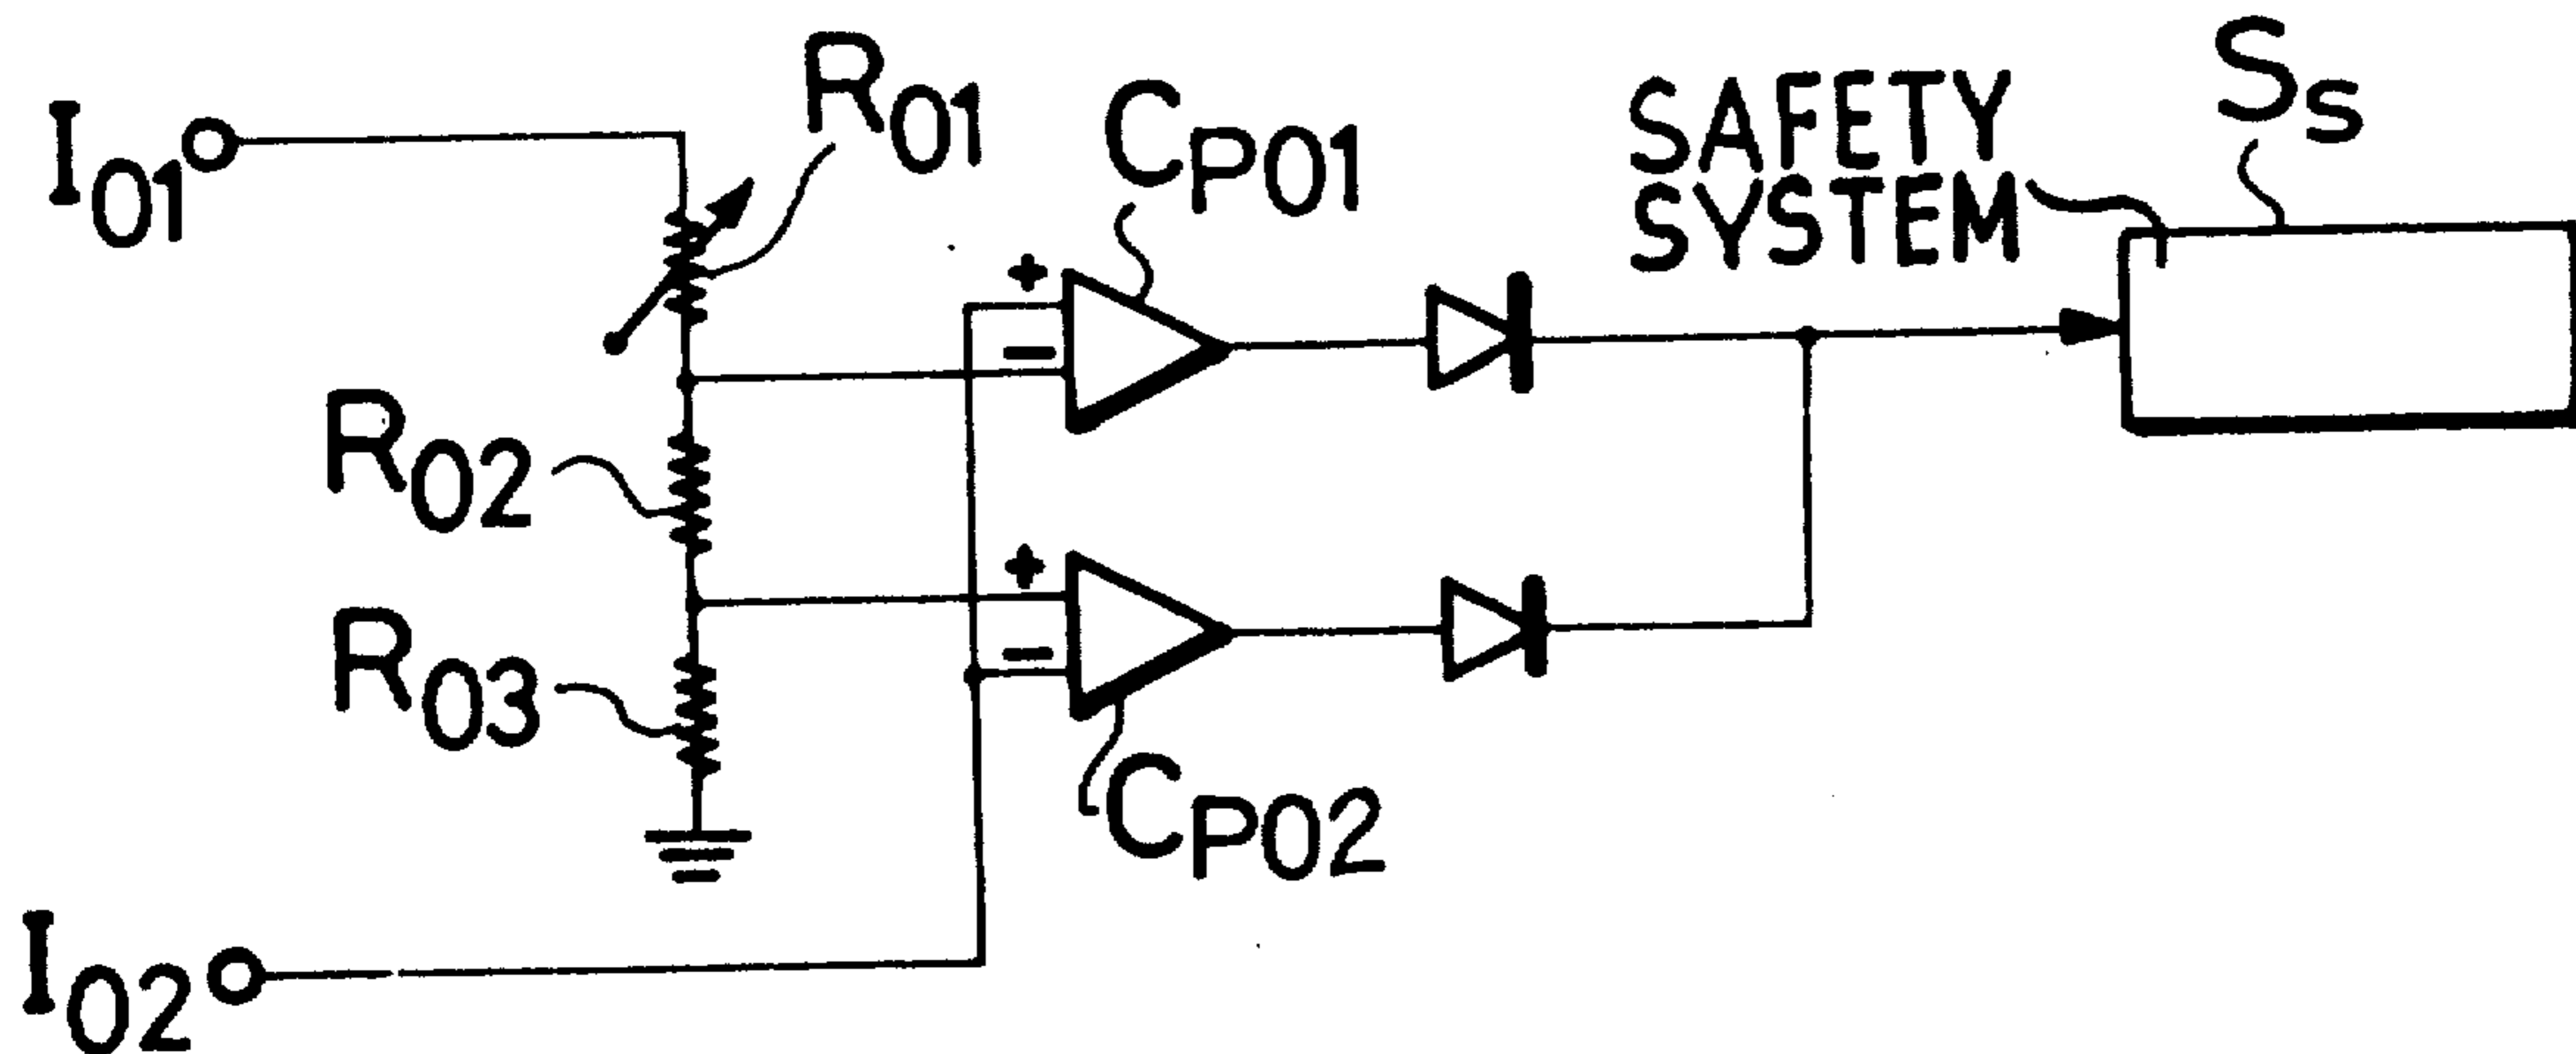 I01
R01
CP01
SAFETY
SYSTEM
SS
+
−
R02
+
−
R03
CP02
I02